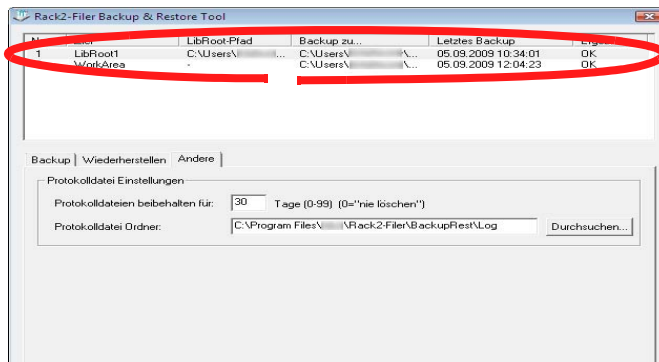 Rack2-Filer Backup & Restore Tool
LibRoot-Pfad Backup zu... Letztes Backup
1 LibRoot1 C:\Users\ ... C:\Users\ \... 05.09.2009 10:34:01 OK
WorkArea - C:\Users\ \... 05.09.2009 12:04:23 OK
Backup Wiederherstellen Andere
Protokolldatei Einstellungen
Protokolldateien beibehalten für: 30 Tage (0-99) (0="nie löschen")
Protokolldatei Ordner: C:\Program Files\ \Rack2-Filer\BackupRest\Log Durchsuchen...